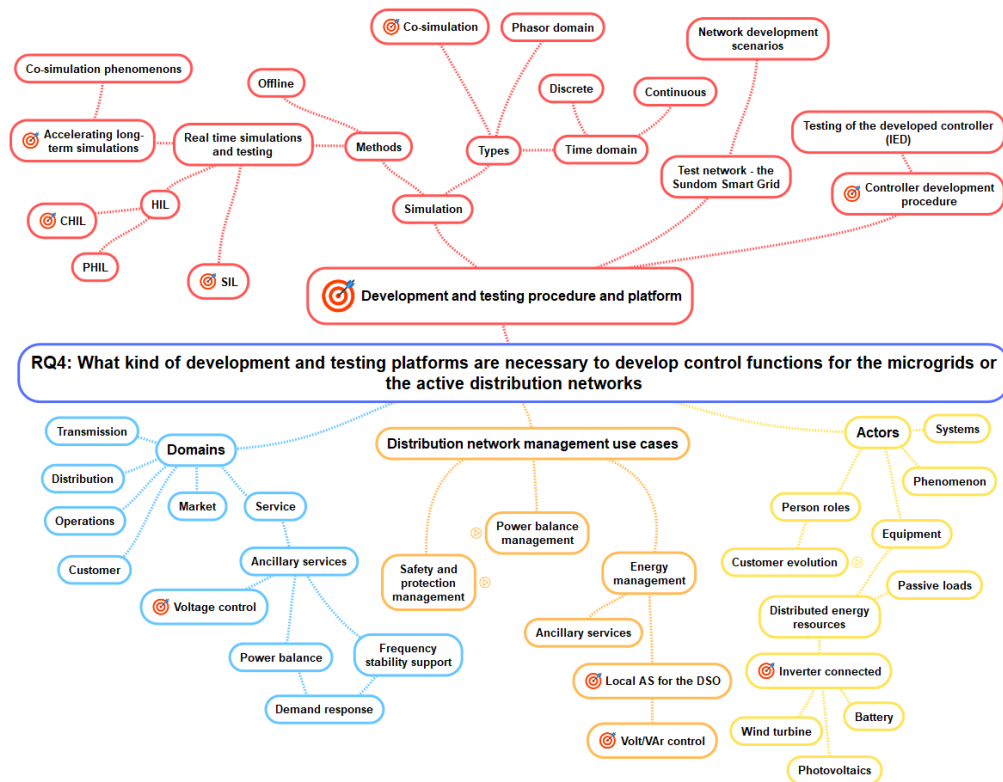 Co-simulation
Phasor domain
Network development
scenarios
Co-simulation phenomenons
Offline
Discrete
Continuous
Accelerating long-
term simulations
Real time simulations
and testing
Methods
Types
Time domain
Testing of the developed controller
(IED)
Test network - the
Sundom Smart Grid
Controller development
procedure
HIL
Simulation
CHIL
PHIL
SIL
Development and testing procedure and platform
RQ4: What kind of development and testing platforms are necessary to develop control functions for the microgrids or
the active distribution networks
Transmission
Domains
Distribution network management use cases
Actors
Systems
Distribution
Market
Service
Phenomenon
Operations
Person roles
Power balance
management
Equipment
Customer
Ancillary services
Safety and
protection
management
Energy
management
Customer evolution
Passive loads
Voltage control
Distributed energy
resources
Ancillary services
Power balance
Frequency
stability support
Inverter connected
Local AS for the DSO
Demand response
Battery
Wind turbine
Volt/VAr control
Photovoltaics